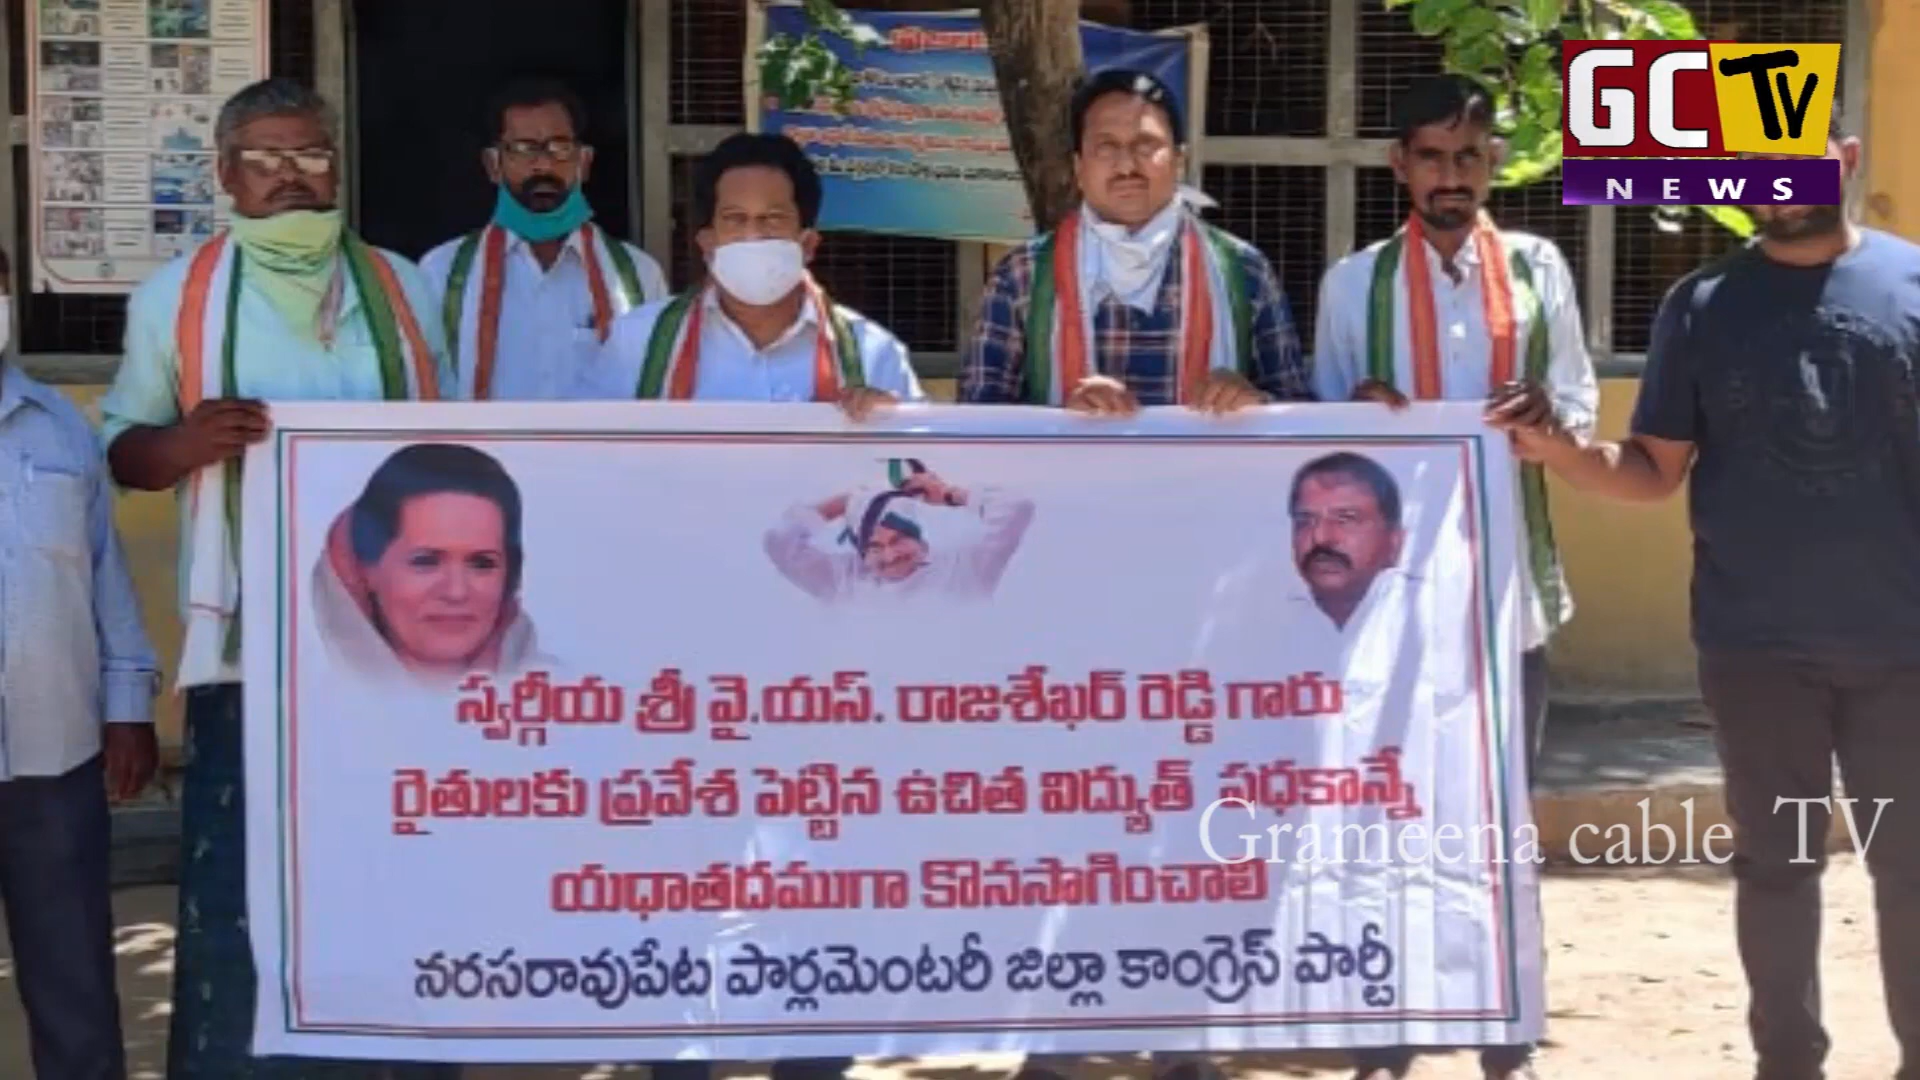 GC TV
NEWS
స్వర్గీయ శ్రీ వై.యస్. రాజశేఖర్ రెడ్డి గారు
రైతులకు ప్రవేశ పెట్టిన ఉచిత విద్యుత్ పధకాన్నే
యధాతదముగా కొనసాగించాలి
నరసరావుపేట పార్లమెంటరీ జిల్లా కాంగ్రెస్ పార్టీ
Grameena cable TV